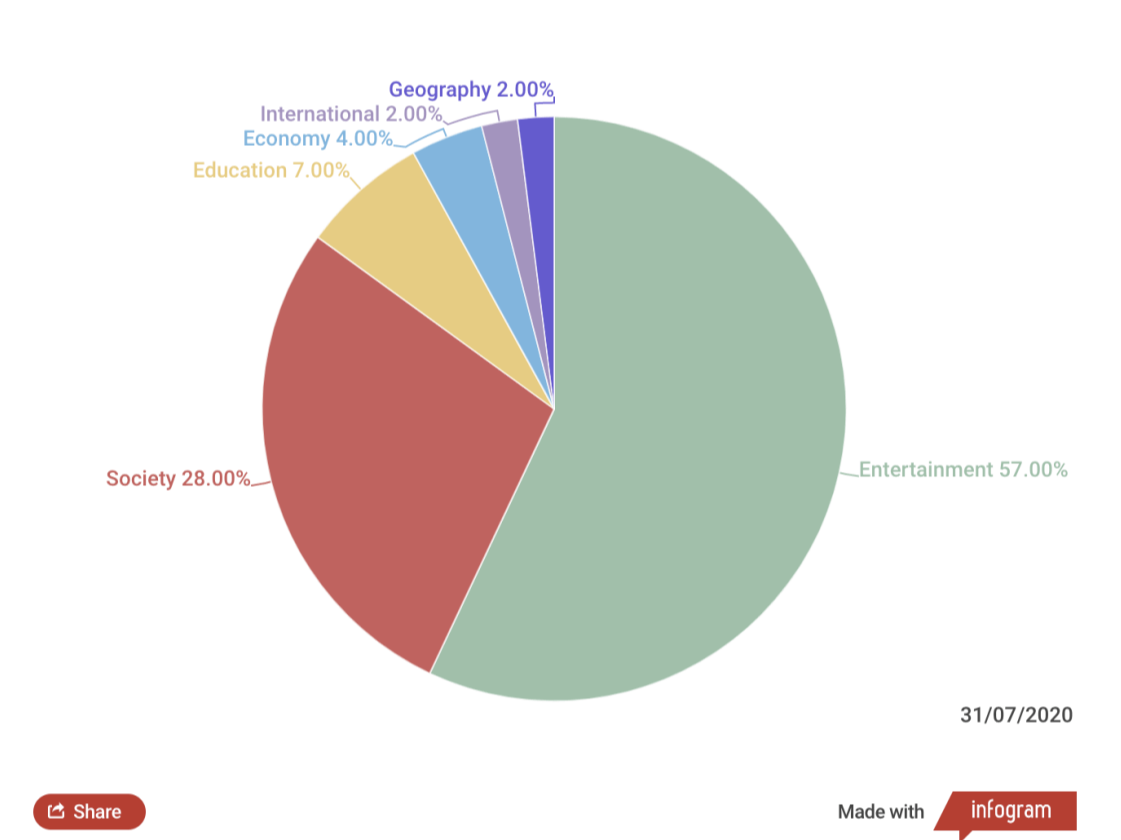 Geography 2.00%
International 2.00%
Economy 4.00%
Education 7.00%
Society 28.00%
Entertainment 57.00%
31/07/2020
Share
Made with
infogram